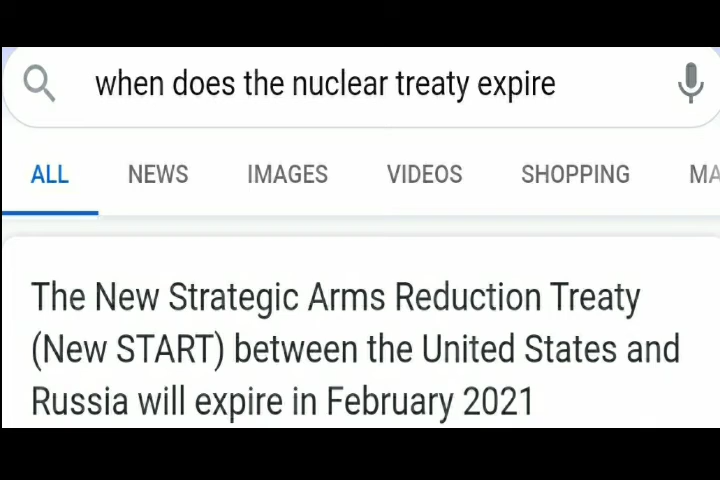 when does the nuclear treaty expire
ALL NEWS IMAGES VIDEOS SHOPPING MA
The New Strategic Arms Reduction Treaty
(New START) between the United States and
Russia will expire in February 2021